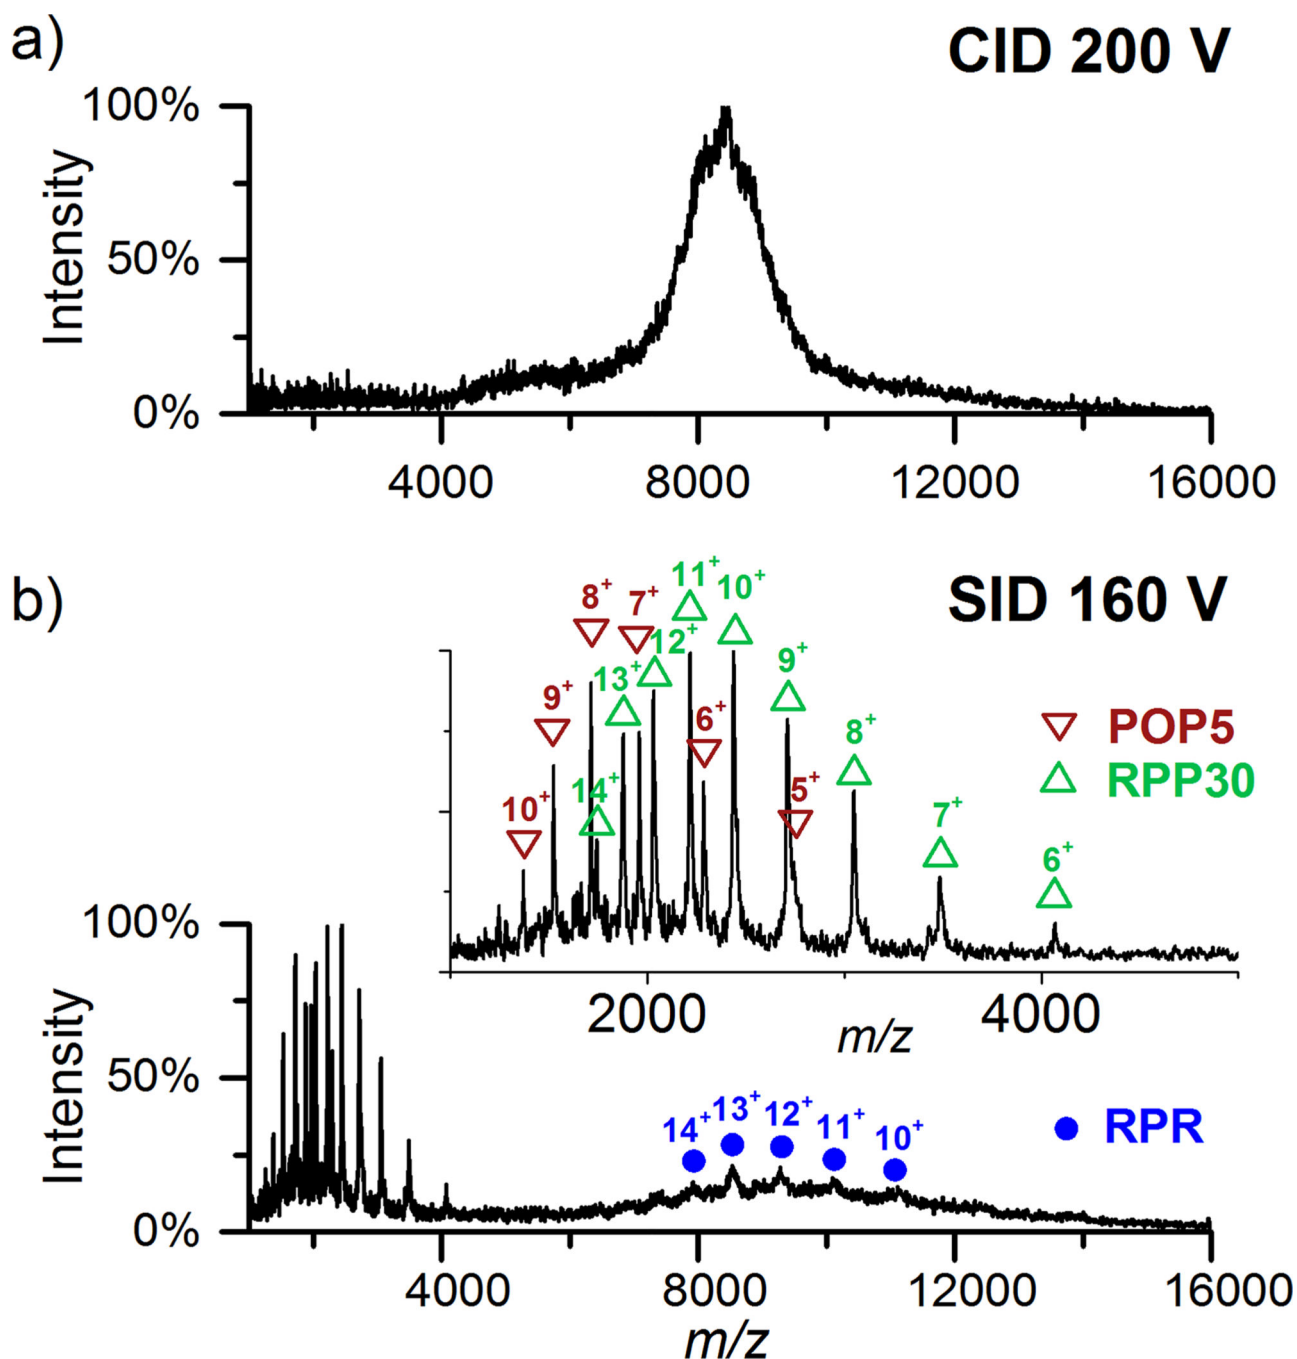 a)
CID 200 V
100%
50%
0%
Intensity
4000 8000 12000 16000
b)
SID 160 V
11⁺
10⁺
8⁺ 7⁺
12⁺
9⁺ 13⁺ 9⁺
6⁺ 8⁺
14⁺ 5⁺
10⁺ 7⁺
6⁺
POP5
RPP30
2000 4000
m/z
100%
50%
0%
Intensity
14⁺ 13⁺ 12⁺ 11⁺ 10⁺
RPR
4000 8000 12000 16000
m/z